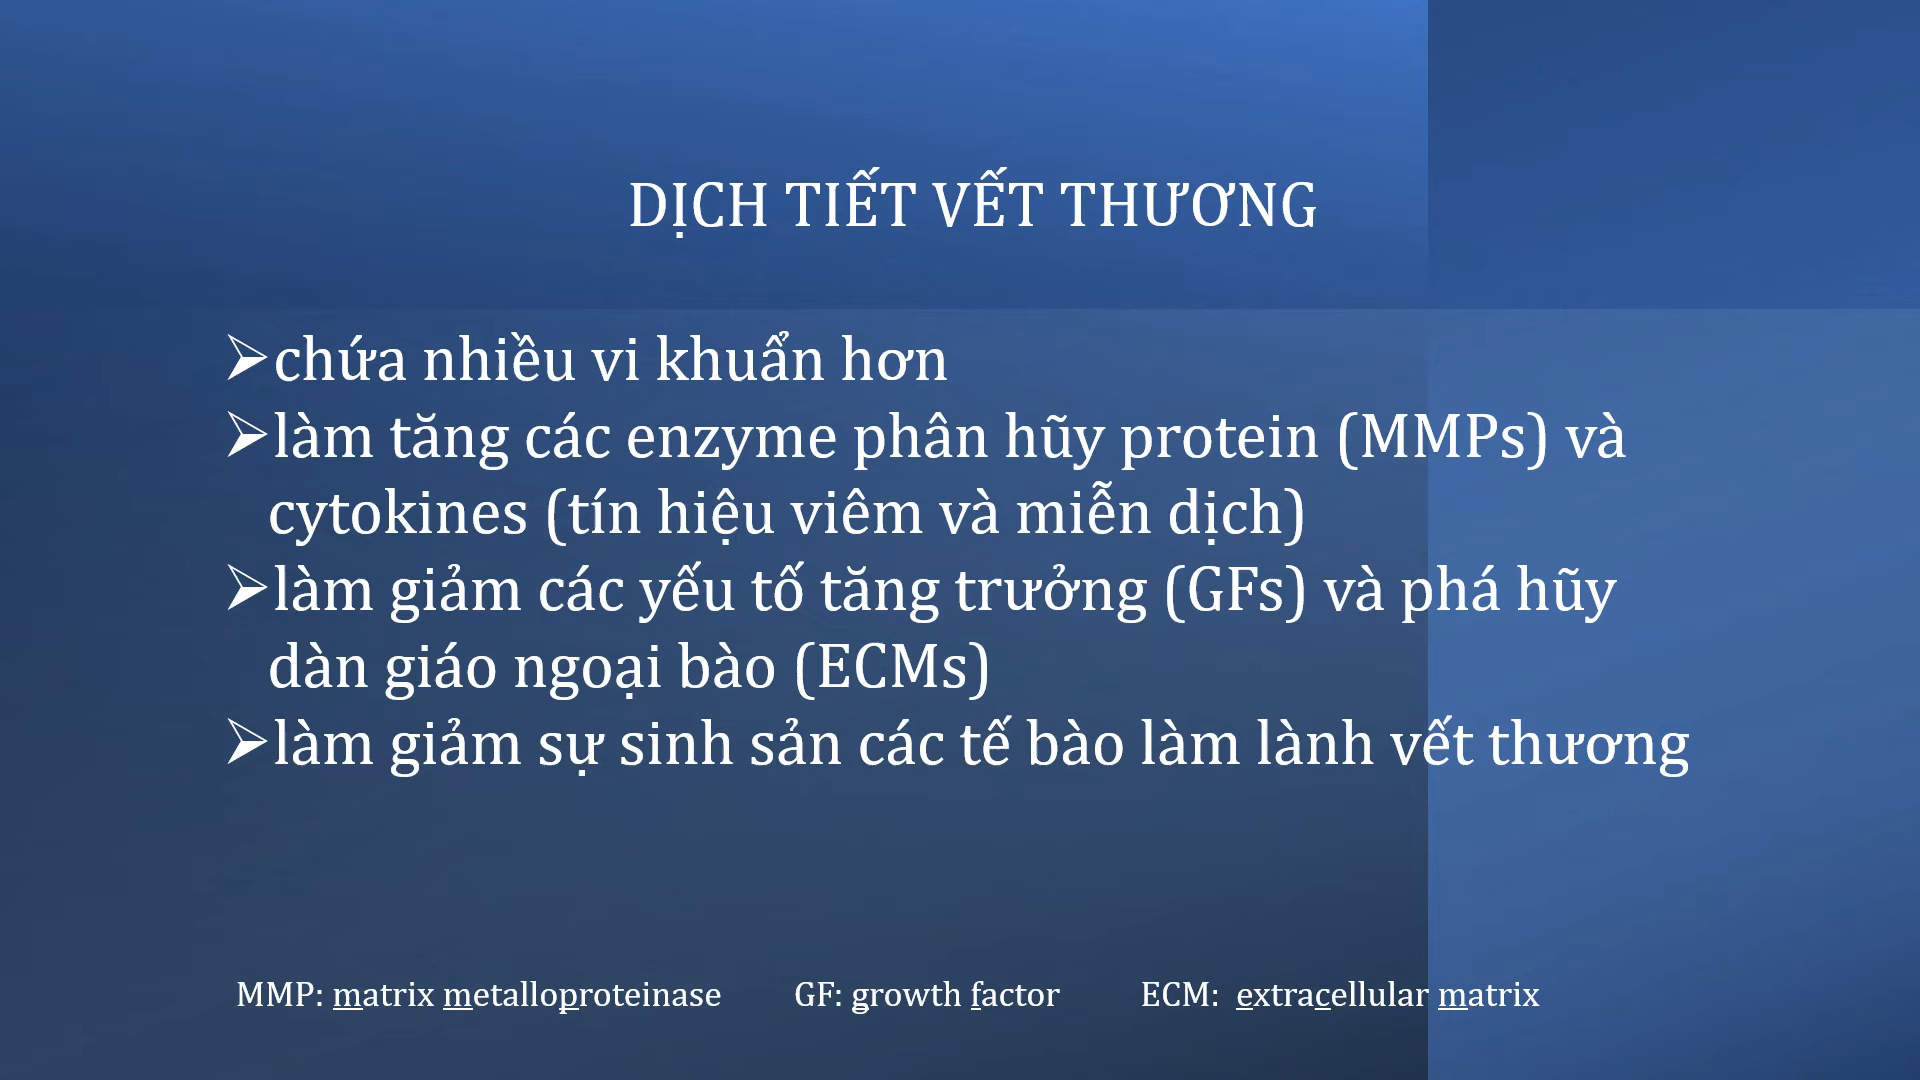 DỊCH TIẾT VẾT THƯƠNG
➢chứa nhiều vi khuẩn hơn
➢làm tăng các enzyme phân hũy protein (MMPs) và
cytokines (tín hiệu viêm và miễn dịch)
➢làm giảm các yếu tố tăng trưởng (GFs) và phá hũy
dàn giáo ngoại bào (ECMs)
➢làm giảm sự sinh sản các tế bào làm lành vết thương
MMP: matrix metalloproteinase GF: growth factor ECM: extracellular matrix